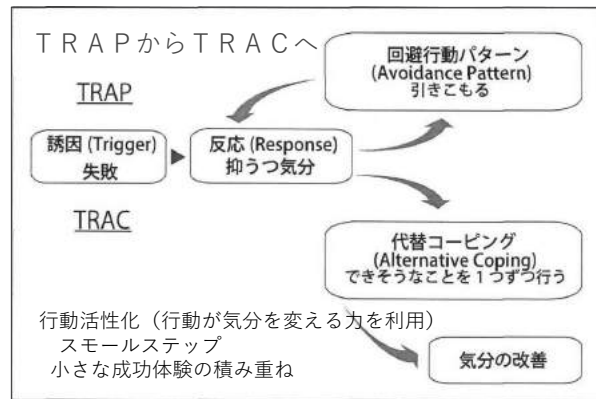 ＴＲＡＰからＴＲＡＣへ
回避行動パターン
(Avoidance Pattern)
引きこもる
TRAP
誘因 (Trigger)
失敗
反応 (Response)
抑うつ気分
TRAC
代替コーピング
(Alternative Coping)
できそうなことを１つずつ行う
行動活性化（行動が気分を変える力を利用）
スモールステップ
小さな成功体験の積み重ね
気分の改善